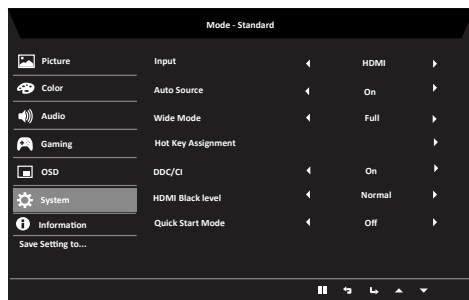 Mode - Standard
Picture Input HDMI
Color Auto Source On
Audio Wide Mode Full
Gaming Hot Key Assignment
OSD DDC/CI On
System HDMI Black level Normal
Information Quick Start Mode Off
Save Setting to...